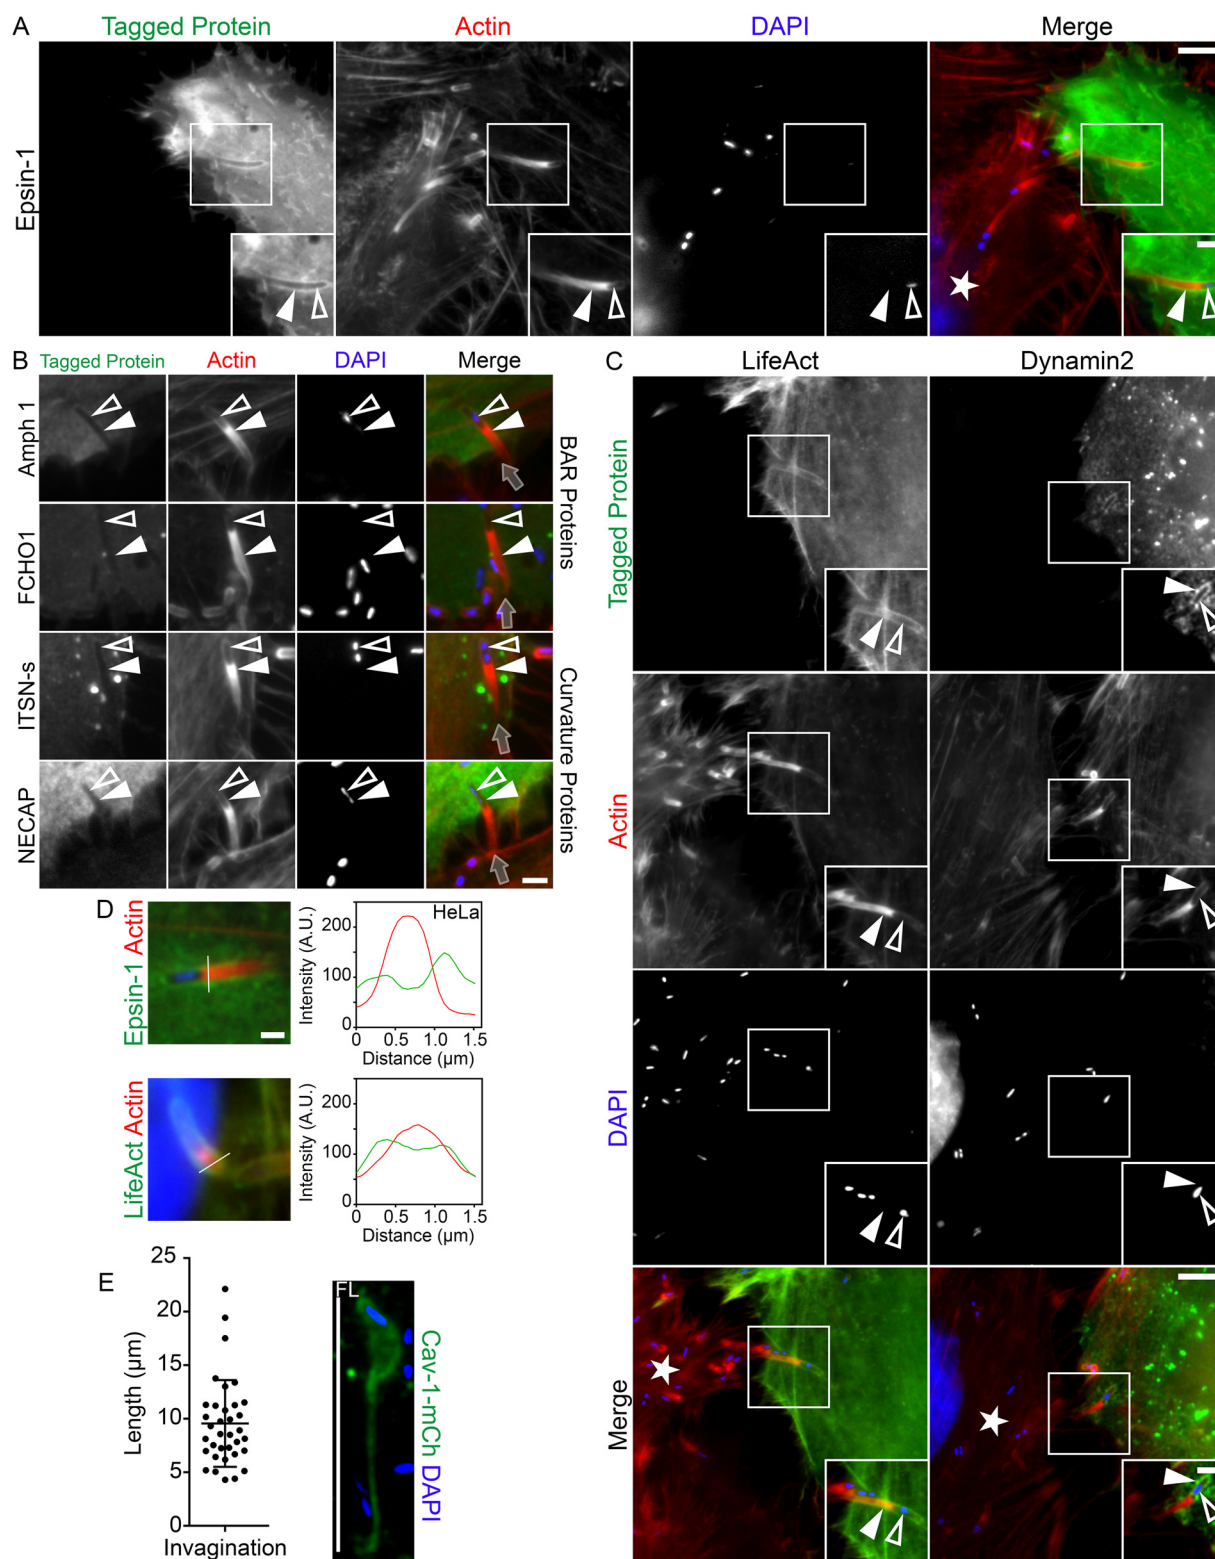 A
Tagged Protein
Actin
DAPI
Merge
Epsin-1
B
Tagged Protein
Actin
DAPI
Merge
Amph 1
FCHO1
ITSN-s
NECAP
BAR Proteins
Curvature Proteins
C
LifeAct
Dynamin2
Tagged Protein
Actin
DAPI
Merge
D
Epsin-1 Actin
HeLa
Intensity (A.U.)
200
100
0
0 0.5 1.0 1.5
Distance (µm)
LifeAct Actin
Intensity (A.U.)
200
100
0
0 0.5 1.0 1.5
Distance (µm)
E
Length (µm)
25
20
15
10
5
0
Invagination
FL
Cav-1-mCh DAPI